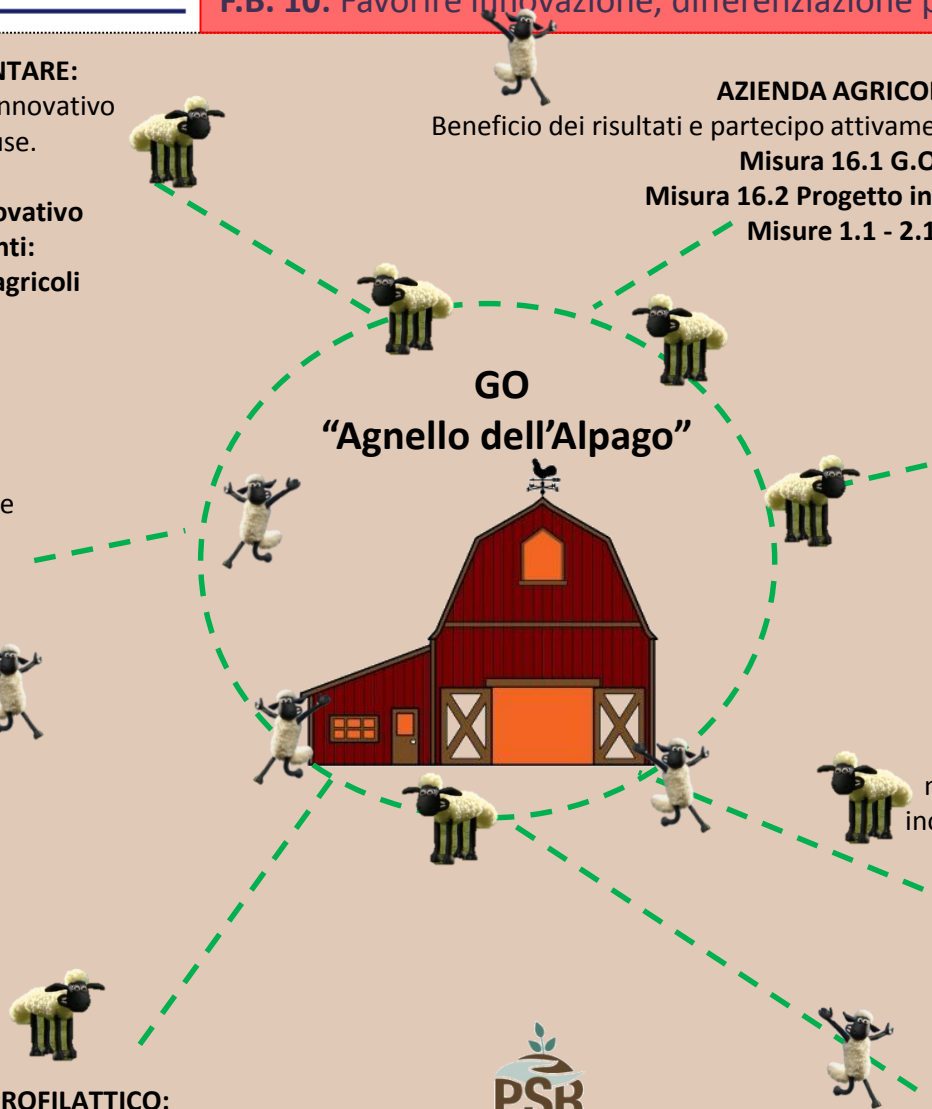 F.B. 10. Favorire innovazione, differenziazione p
NTARE:
nnovativo
use.
ovativo
nti:
agricoli
AZIENDA AGRICOL
Beneficio dei risultati e partecipo attivame
Misura 16.1 G.O
Misura 16.2 Progetto in
Misure 1.1 - 2.1
GO
“Agnello dell’Alpago”
e
r
inc
ROFILATTICO:
PSR